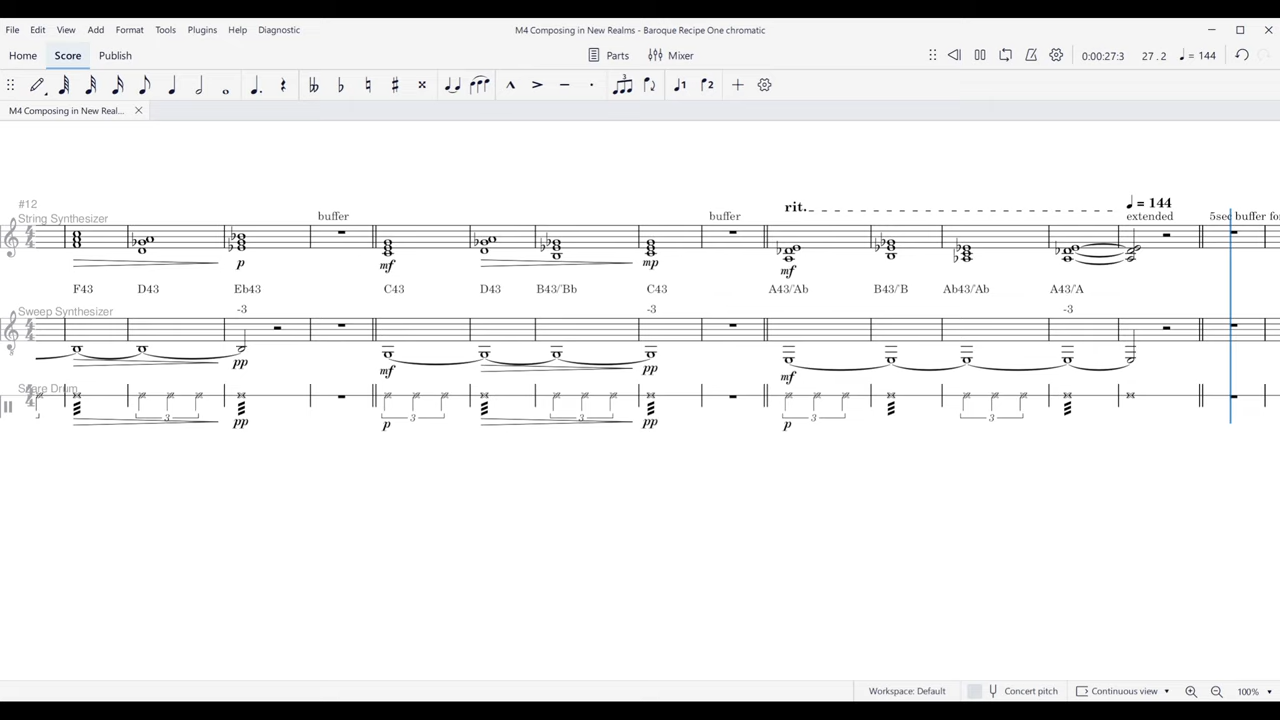 File Edit View Add Format Tools Plugins Help Diagnostic
M4 Composing in New Realms - Baroque Recipe One chromatic
Home Score Publish
Parts Mixer
0:00:27:3 27 . 2 = 144
M4 Composing in New Real...
#12
String Synthesizer
buffer
buffer
rit.
= 144
extended
5sec buffer fo
p mf mp mf
F43 D43 Eb43 C43 D43 B43/Bb C43 A43/Ab B43/B Ab43/Ab A43/A
Sweep Synthesizer
-3 -3 -3
pp mf pp mf
Snare Drum
3 3 3 3 3
pp p pp p
Workspace: Default Concert pitch Continuous view 100%